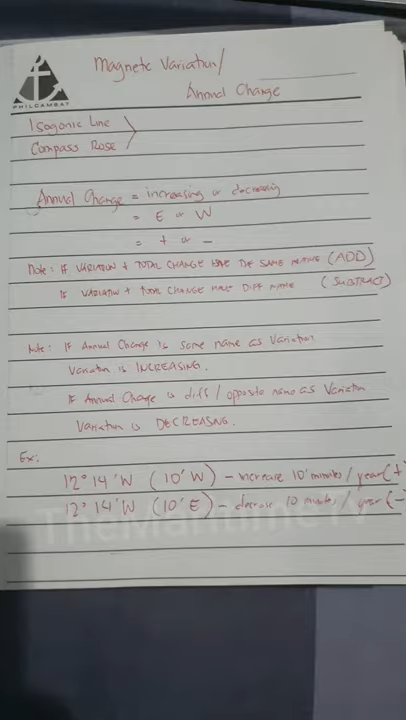 Magnetic Variation/
Annual Change
PHILCAMSAT
Isogonic Line
Compass Rose
Annual Change = increasing or decreasing
= E or W
= + or -
Note: IF VARIATION + TOTAL CHANGE HAVE THE SAME NAME (ADD)
IF VARIATION + TOTAL CHANGE HAVE DIFF NAME (SUBTRACT)
Note: IF Annual Change is same name as Variation
Variation is INCREASING.
IF Annual Change is diff / opposite name as Variation
Variation is DECREASING.
Ex:
12° 14' W (10' W) - increase 10' minutes / year (+
12° 14' W (10' E) - decrease 10 minutes / year (-
TheMaritimeTV